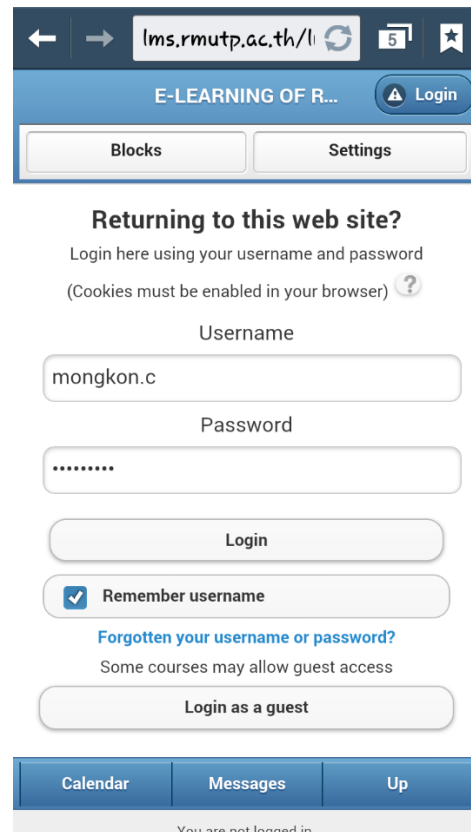 lms.rmutp.ac.th/l
5
E-LEARNING OF R...
Login
Blocks
Settings
Returning to this web site?
Login here using your username and password
(Cookies must be enabled in your browser) ?
Username
mongkon.c
Password
•••••••••
Login
Remember username
Forgotten your username or password?
Some courses may allow guest access
Login as a guest
Calendar
Messages
Up
You are not logged in